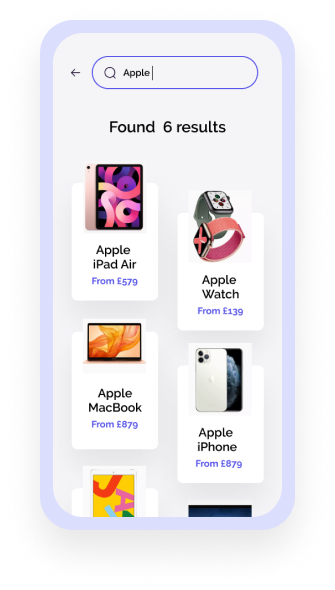 Apple
Found 6 results
Apple
iPad Air
From £579
Apple
Watch
From £139
Apple
MacBook
From £879
Apple
iPhone
From £879